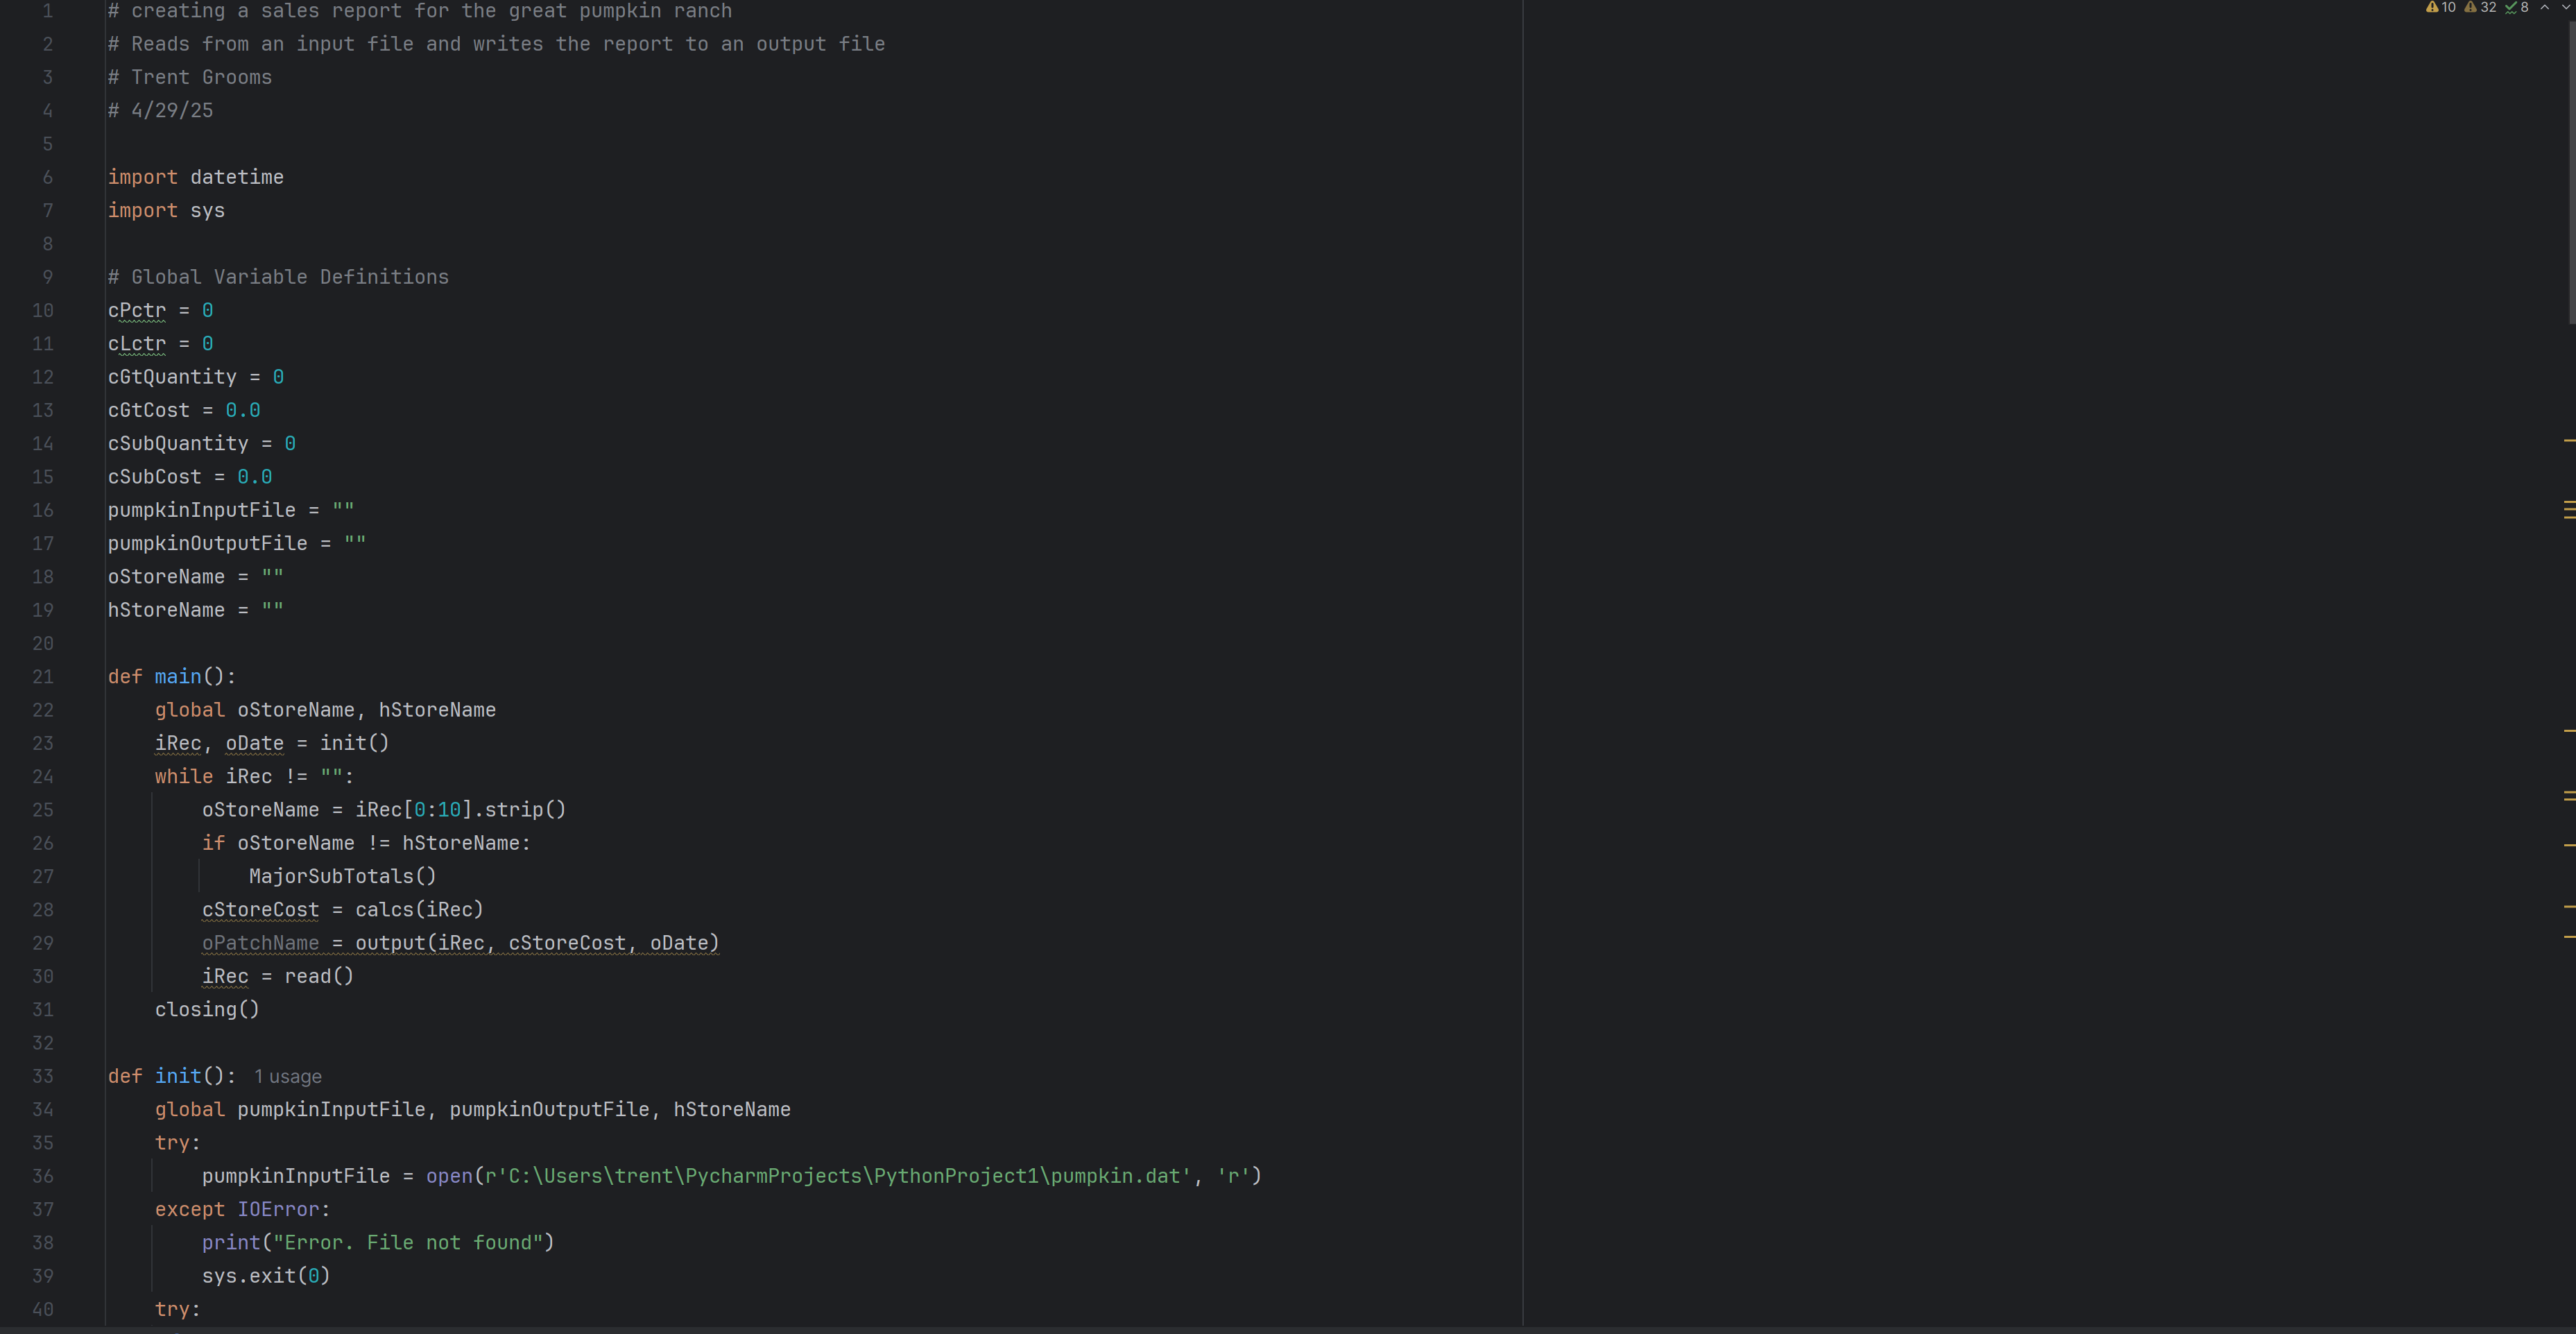 1 # creating a sales report for the great pumpkin ranch
10 32 8
2 # Reads from an input file and writes the report to an output file
3 # Trent Grooms
4 # 4/29/25
5
6 import datetime
7 import sys
8
9 # Global Variable Definitions
10 cPctr = 0
11 cLctr = 0
12 cGtQuantity = 0
13 cGtCost = 0.0
14 cSubQuantity = 0
15 cSubCost = 0.0
16 pumpkinInputFile = ""
17 pumpkinOutputFile = ""
18 oStoreName = ""
19 hStoreName = ""
20
21 def main():
22     global oStoreName, hStoreName
23     iRec, oDate = init()
24     while iRec != "":
25         oStoreName = iRec[0:10].strip()
26         if oStoreName != hStoreName:
27             MajorSubTotals()
28         cStoreCost = calcs(iRec)
29         oPatchName = output(iRec, cStoreCost, oDate)
30         iRec = read()
31     closing()
32
33 def init(): 1 usage
34     global pumpkinInputFile, pumpkinOutputFile, hStoreName
35     try:
36         pumpkinInputFile = open(r'C:\Users\trent\PycharmProjects\PythonProject1\pumpkin.dat', 'r')
37     except IOError:
38         print("Error. File not found")
39         sys.exit(0)
40     try: